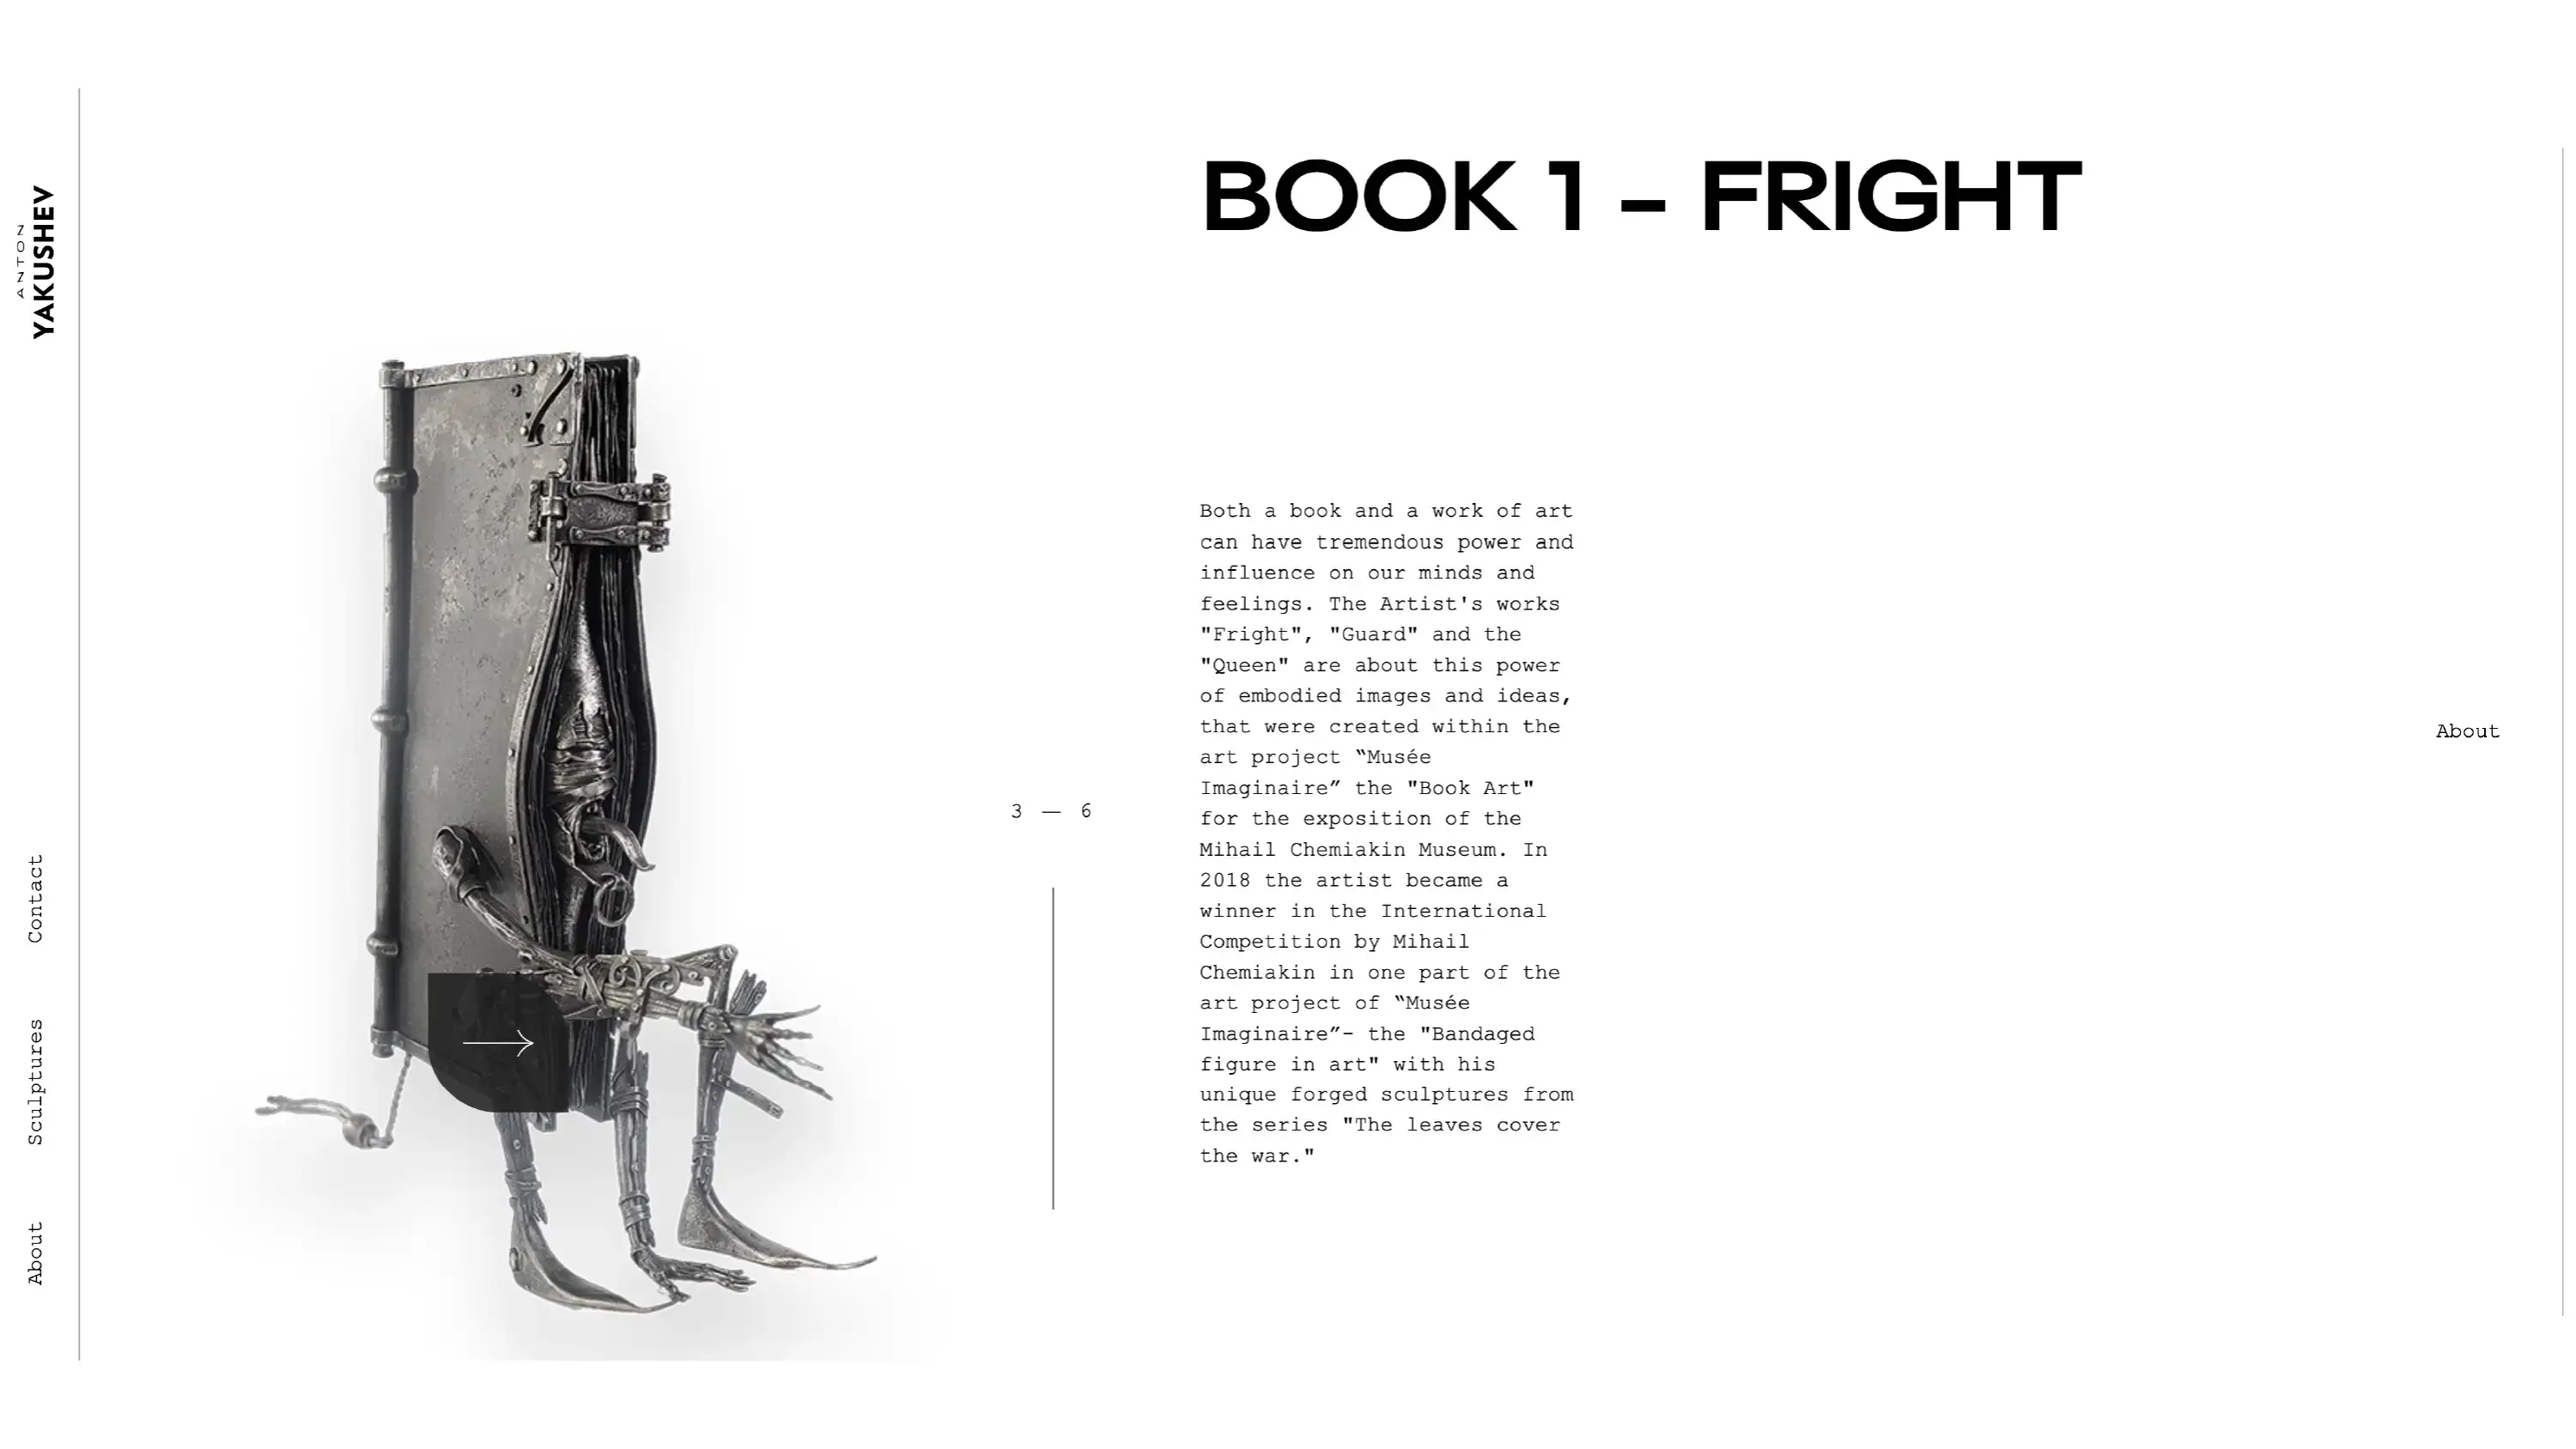 ANTON
YAKUSHEV
Contact
Sculptures
About
3 — 6
BOOK 1 – FRIGHT
Both a book and a work of art
can have tremendous power and
influence on our minds and
feelings. The Artist's works
"Fright", "Guard" and the
"Queen" are about this power
of embodied images and ideas,
that were created within the
art project “Musée
Imaginaire” the "Book Art"
for the exposition of the
Mihail Chemiakin Museum. In
2018 the artist became a
winner in the International
Competition by Mihail
Chemiakin in one part of the
art project of “Musée
Imaginaire”- the "Bandaged
figure in art" with his
unique forged sculptures from
the series "The leaves cover
the war."
About